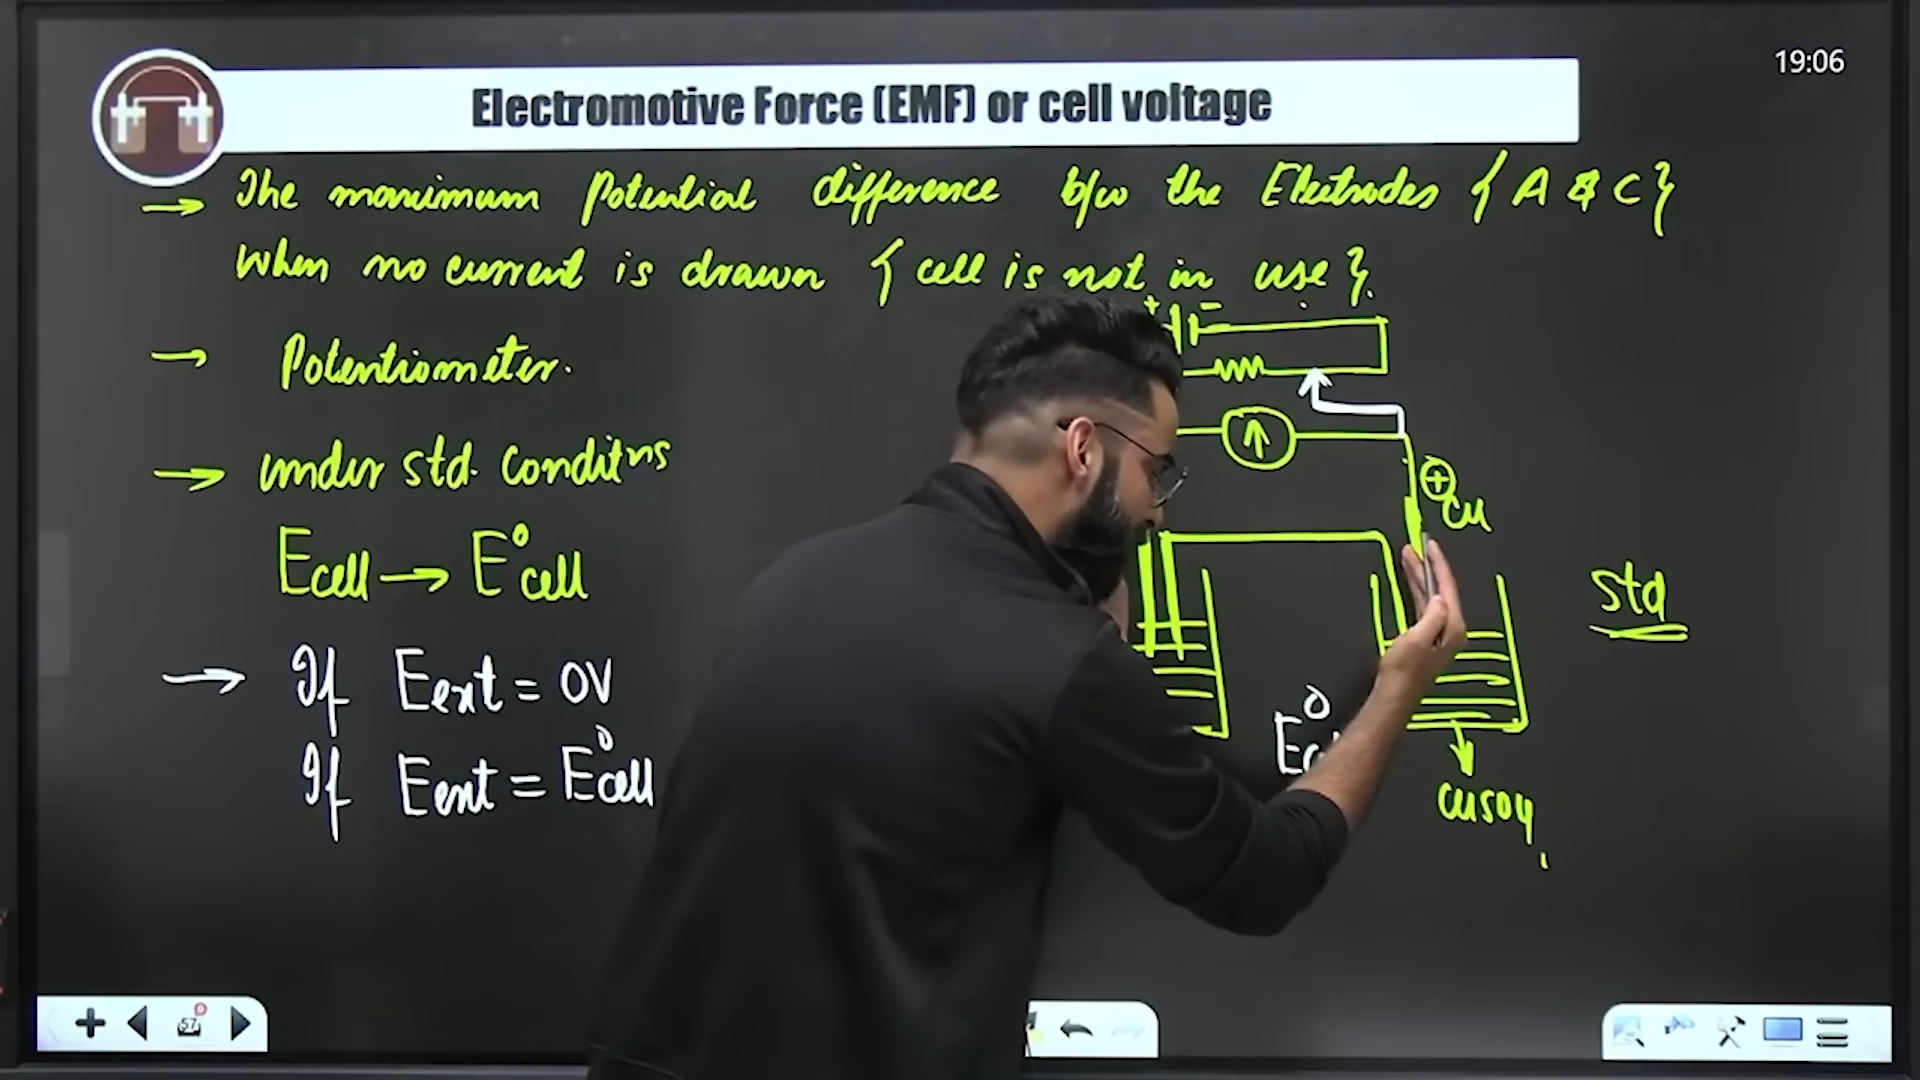 19:06
Electromotive Force (EMF) or cell voltage
→ The maximum Potential difference b/w the Electrodes { A & C }
when no current is drawn { cell is not in use }.
+ -
→ Potentiometer.
→ under std. Conditns
+
Cu
Ecell → E°cell
std
→ If Eext = 0V
E°
If Eext = E°cell
CuSO4
57